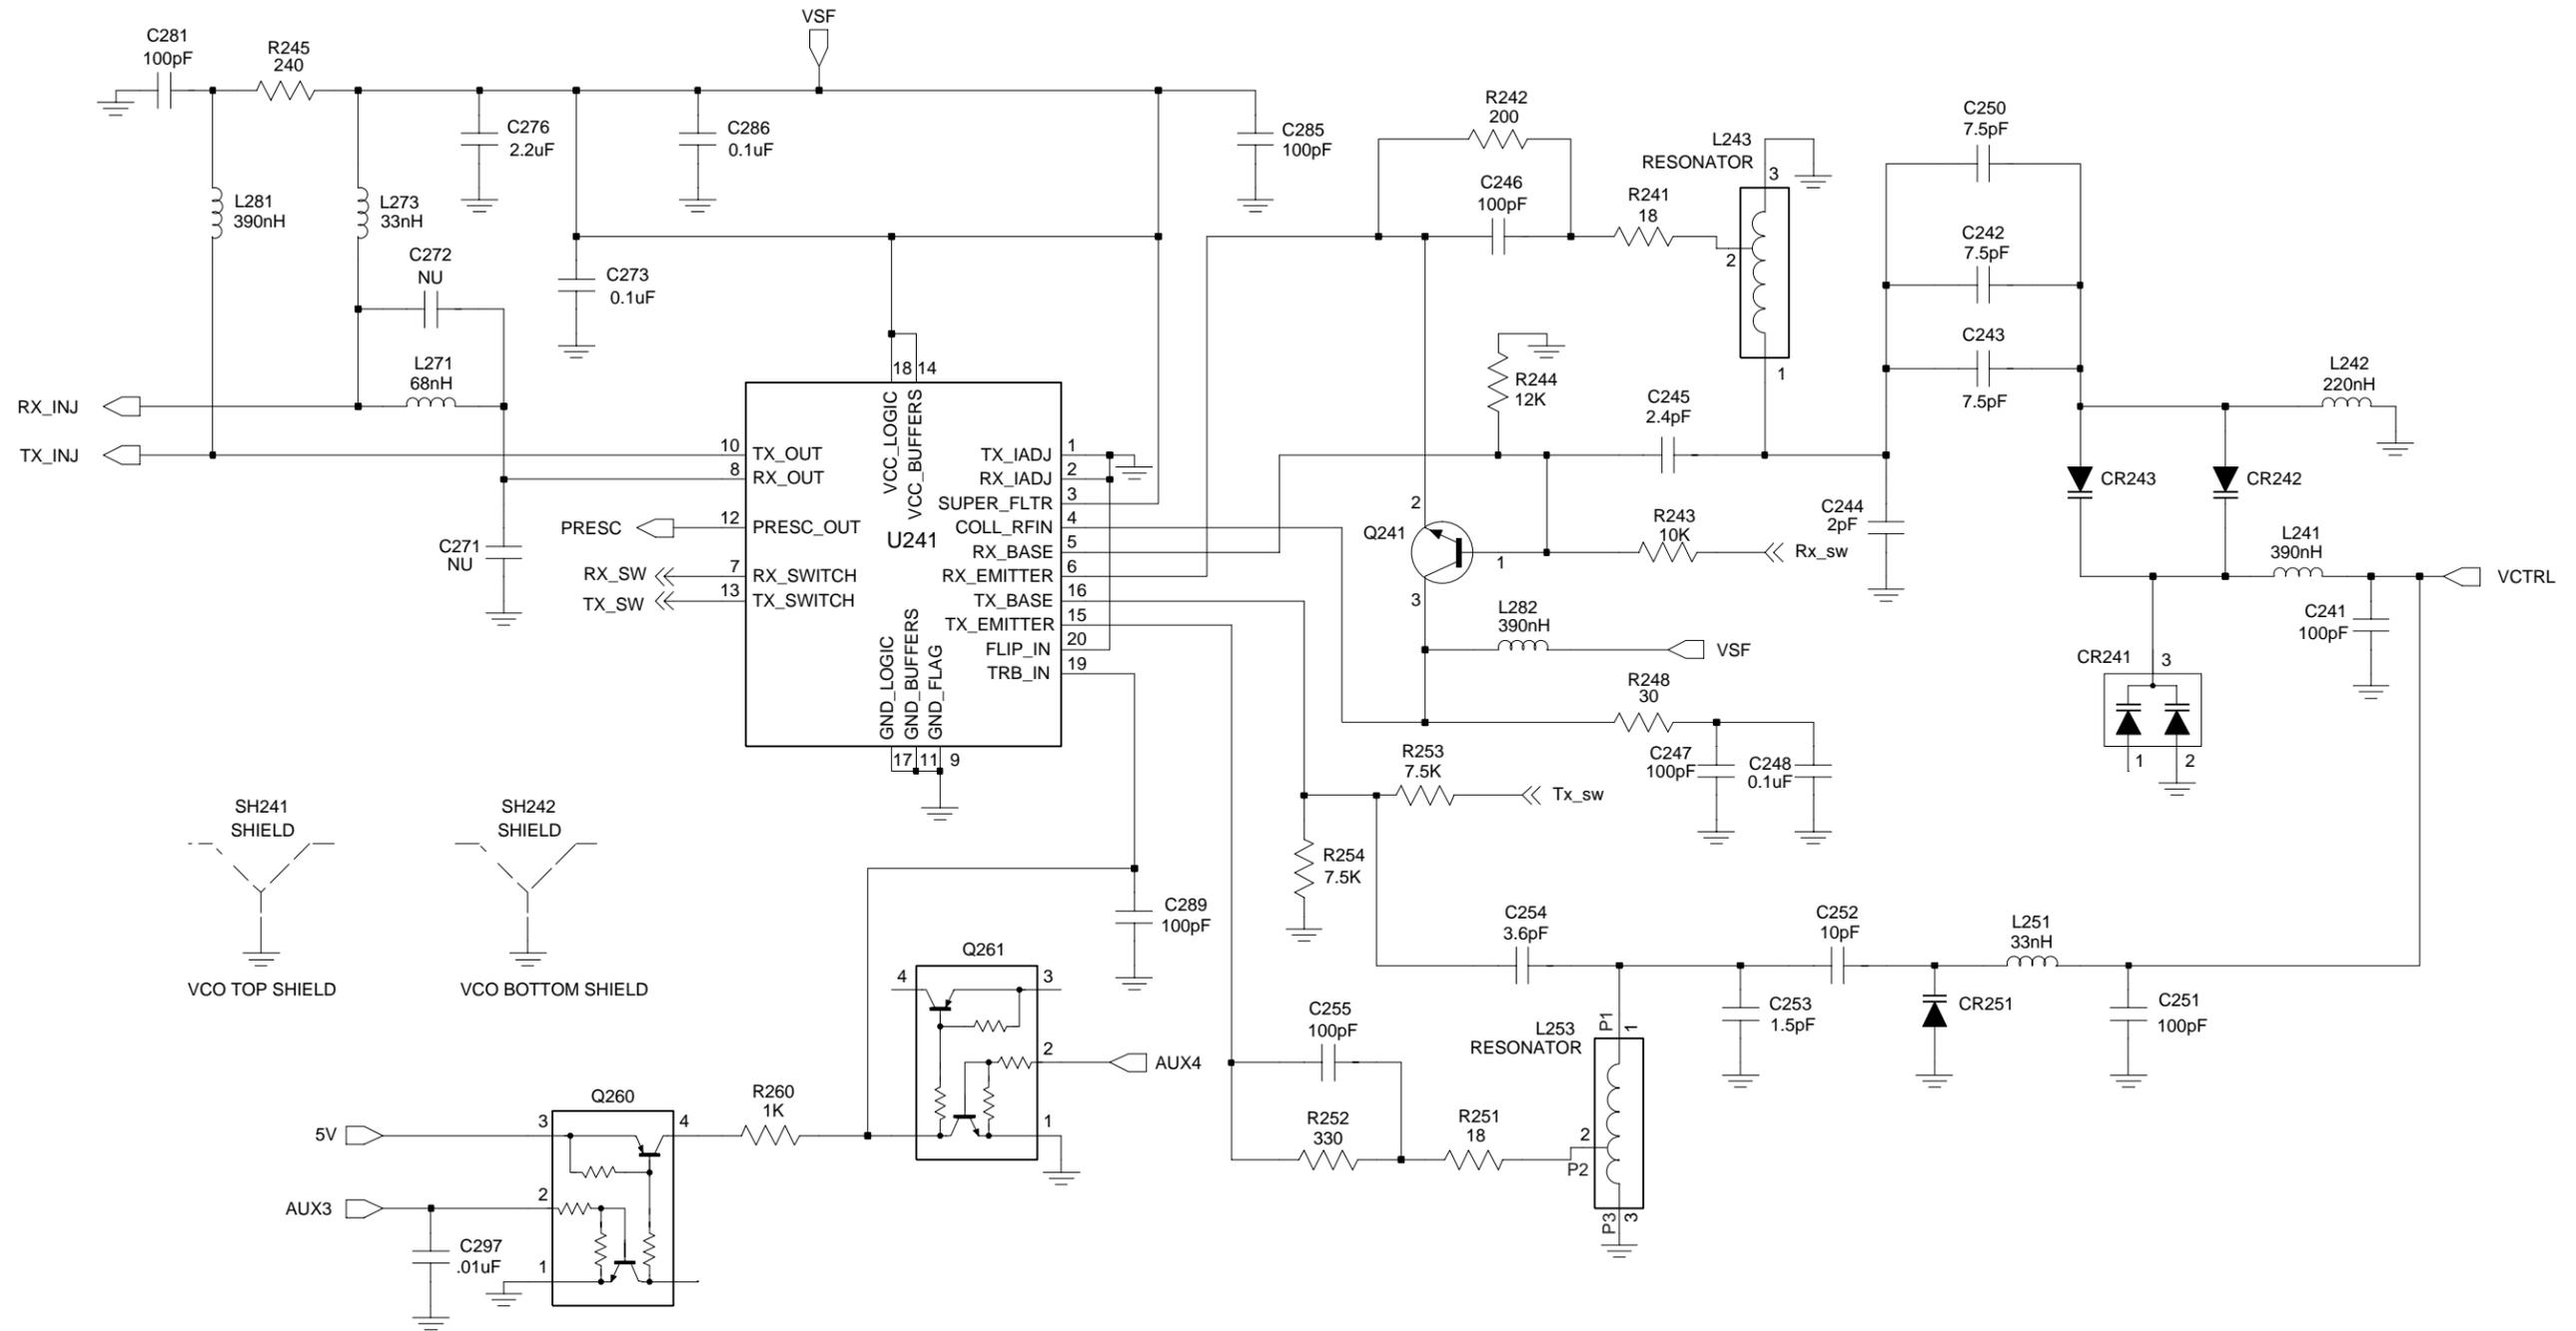 VSF
C281
100pF
R245
240
C276
2.2uF
C286
0.1uF
C285
100pF
R242
200
L243
RESONATOR
3
C250
7.5pF
L281
390nH
L273
33nH
C246
100pF
R241
18
2
C242
7.5pF
C272
NU
C273
0.1uF
1
C243
7.5pF
L242
220nH
L271
68nH
R244
12K
C245
2.4pF
RX_INJ
TX_INJ
18
14
VCC_LOGIC
VCC_BUFFERS
10
TX_OUT
8
RX_OUT
12
PRESC_OUT
7
RX_SWITCH
13
TX_SWITCH
PRESC
RX_SW
TX_SW
C271
NU
U241
TX_IADJ
1
RX_IADJ
2
SUPER_FLTR
3
COLL_RFIN
4
RX_BASE
5
RX_EMITTER
6
TX_BASE
16
TX_EMITTER
15
FLIP_IN
20
TRB_IN
19
GND_LOGIC
GND_BUFFERS
GND_FLAG
17
11
9
2
Q241
1
3
R243
10K
Rx_sw
C244
2pF
CR243
CR242
L241
390nH
VCTRL
C241
100pF
CR241
3
1
2
L282
390nH
VSF
R248
30
C247
100pF
C248
0.1uF
R253
7.5K
Tx_sw
R254
7.5K
SH241
SHIELD
VCO TOP SHIELD
SH242
SHIELD
VCO BOTTOM SHIELD
C289
100pF
Q261
4
3
2
1
AUX4
C254
3.6pF
C252
10pF
L251
33nH
C253
1.5pF
CR251
C251
100pF
C255
100pF
L253
RESONATOR
P1
1
R252
330
R251
18
2
P2
P3
3
Q260
3
4
2
1
5V
R260
1K
AUX3
C297
.01uF